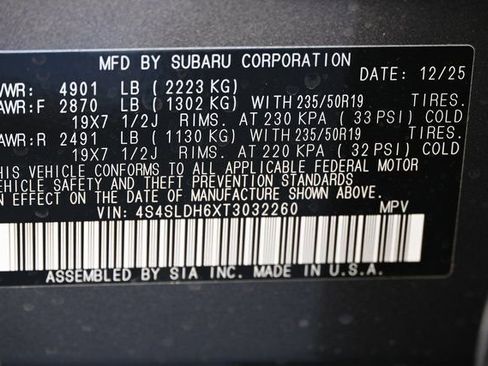 MFD BY SUBARU CORPORATION
DATE: 12/25
VWR: 4901 LB ( 2223 KG)
AWR:F 2870 LB ( 1302 KG) WITH 235/50R19 TIRES.
19X7 1/2J RIMS. AT 230 KPA ( 33 PSI) COLD
AWR:R 2491 LB ( 1130 KG) WITH 235/50R19 TIRES.
19X7 1/2J RIMS. AT 220 KPA ( 32 PSI) COLD
THIS VEHICLE CONFORMS TO ALL APPLICABLE FEDERAL MOTOR
VEHICLE SAFETY AND THEFT PREVENTION STANDARDS IN EFFECT
ON THE DATE OF MANUFACTURE SHOWN ABOVE.
VIN: 4S4SLDH6XT3032260 MPV
ASSEMBLED BY SIA INC. MADE IN U.S.A.